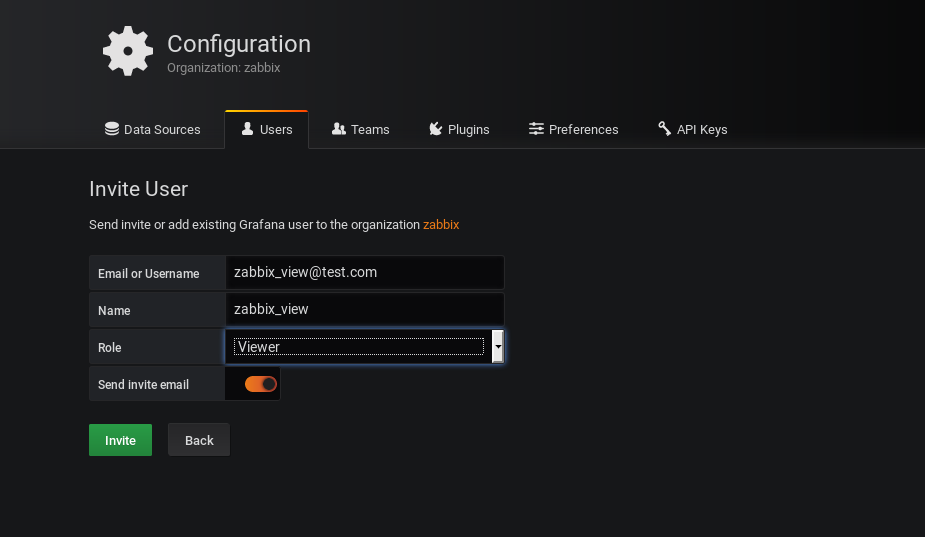 Configuration
Organization: zabbix
Data Sources Users Teams Plugins Preferences API Keys
Invite User
Send invite or add existing Grafana user to the organization zabbix
Email or Username zabbix_view@test.com
Name zabbix_view
Role Viewer
Send invite email
Invite Back